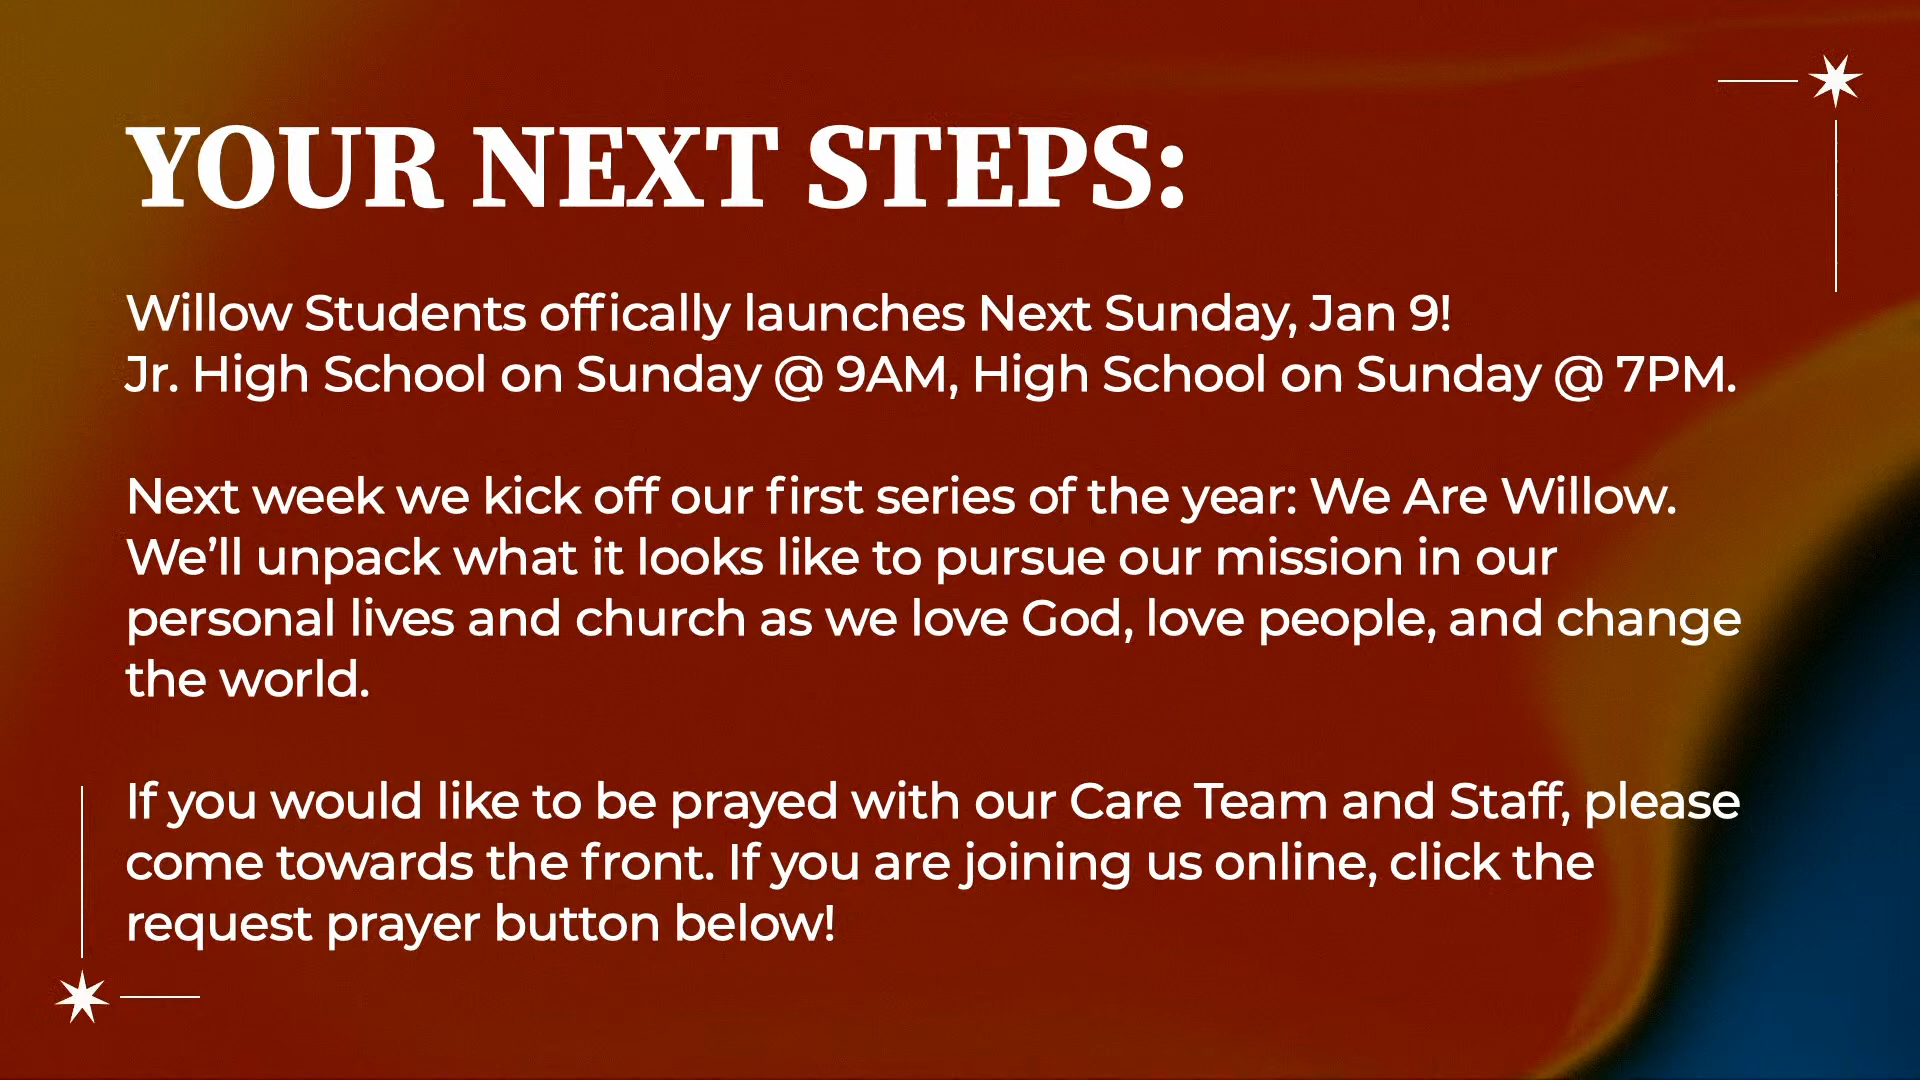 YOUR NEXT STEPS:
Willow Students offically launches Next Sunday, Jan 9!
Jr. High School on Sunday @ 9AM, High School on Sunday @ 7PM.
Next week we kick off our first series of the year: We Are Willow.
We’ll unpack what it looks like to pursue our mission in our
personal lives and church as we love God, love people, and change
the world.
If you would like to be prayed with our Care Team and Staff, please
come towards the front. If you are joining us online, click the
request prayer button below!